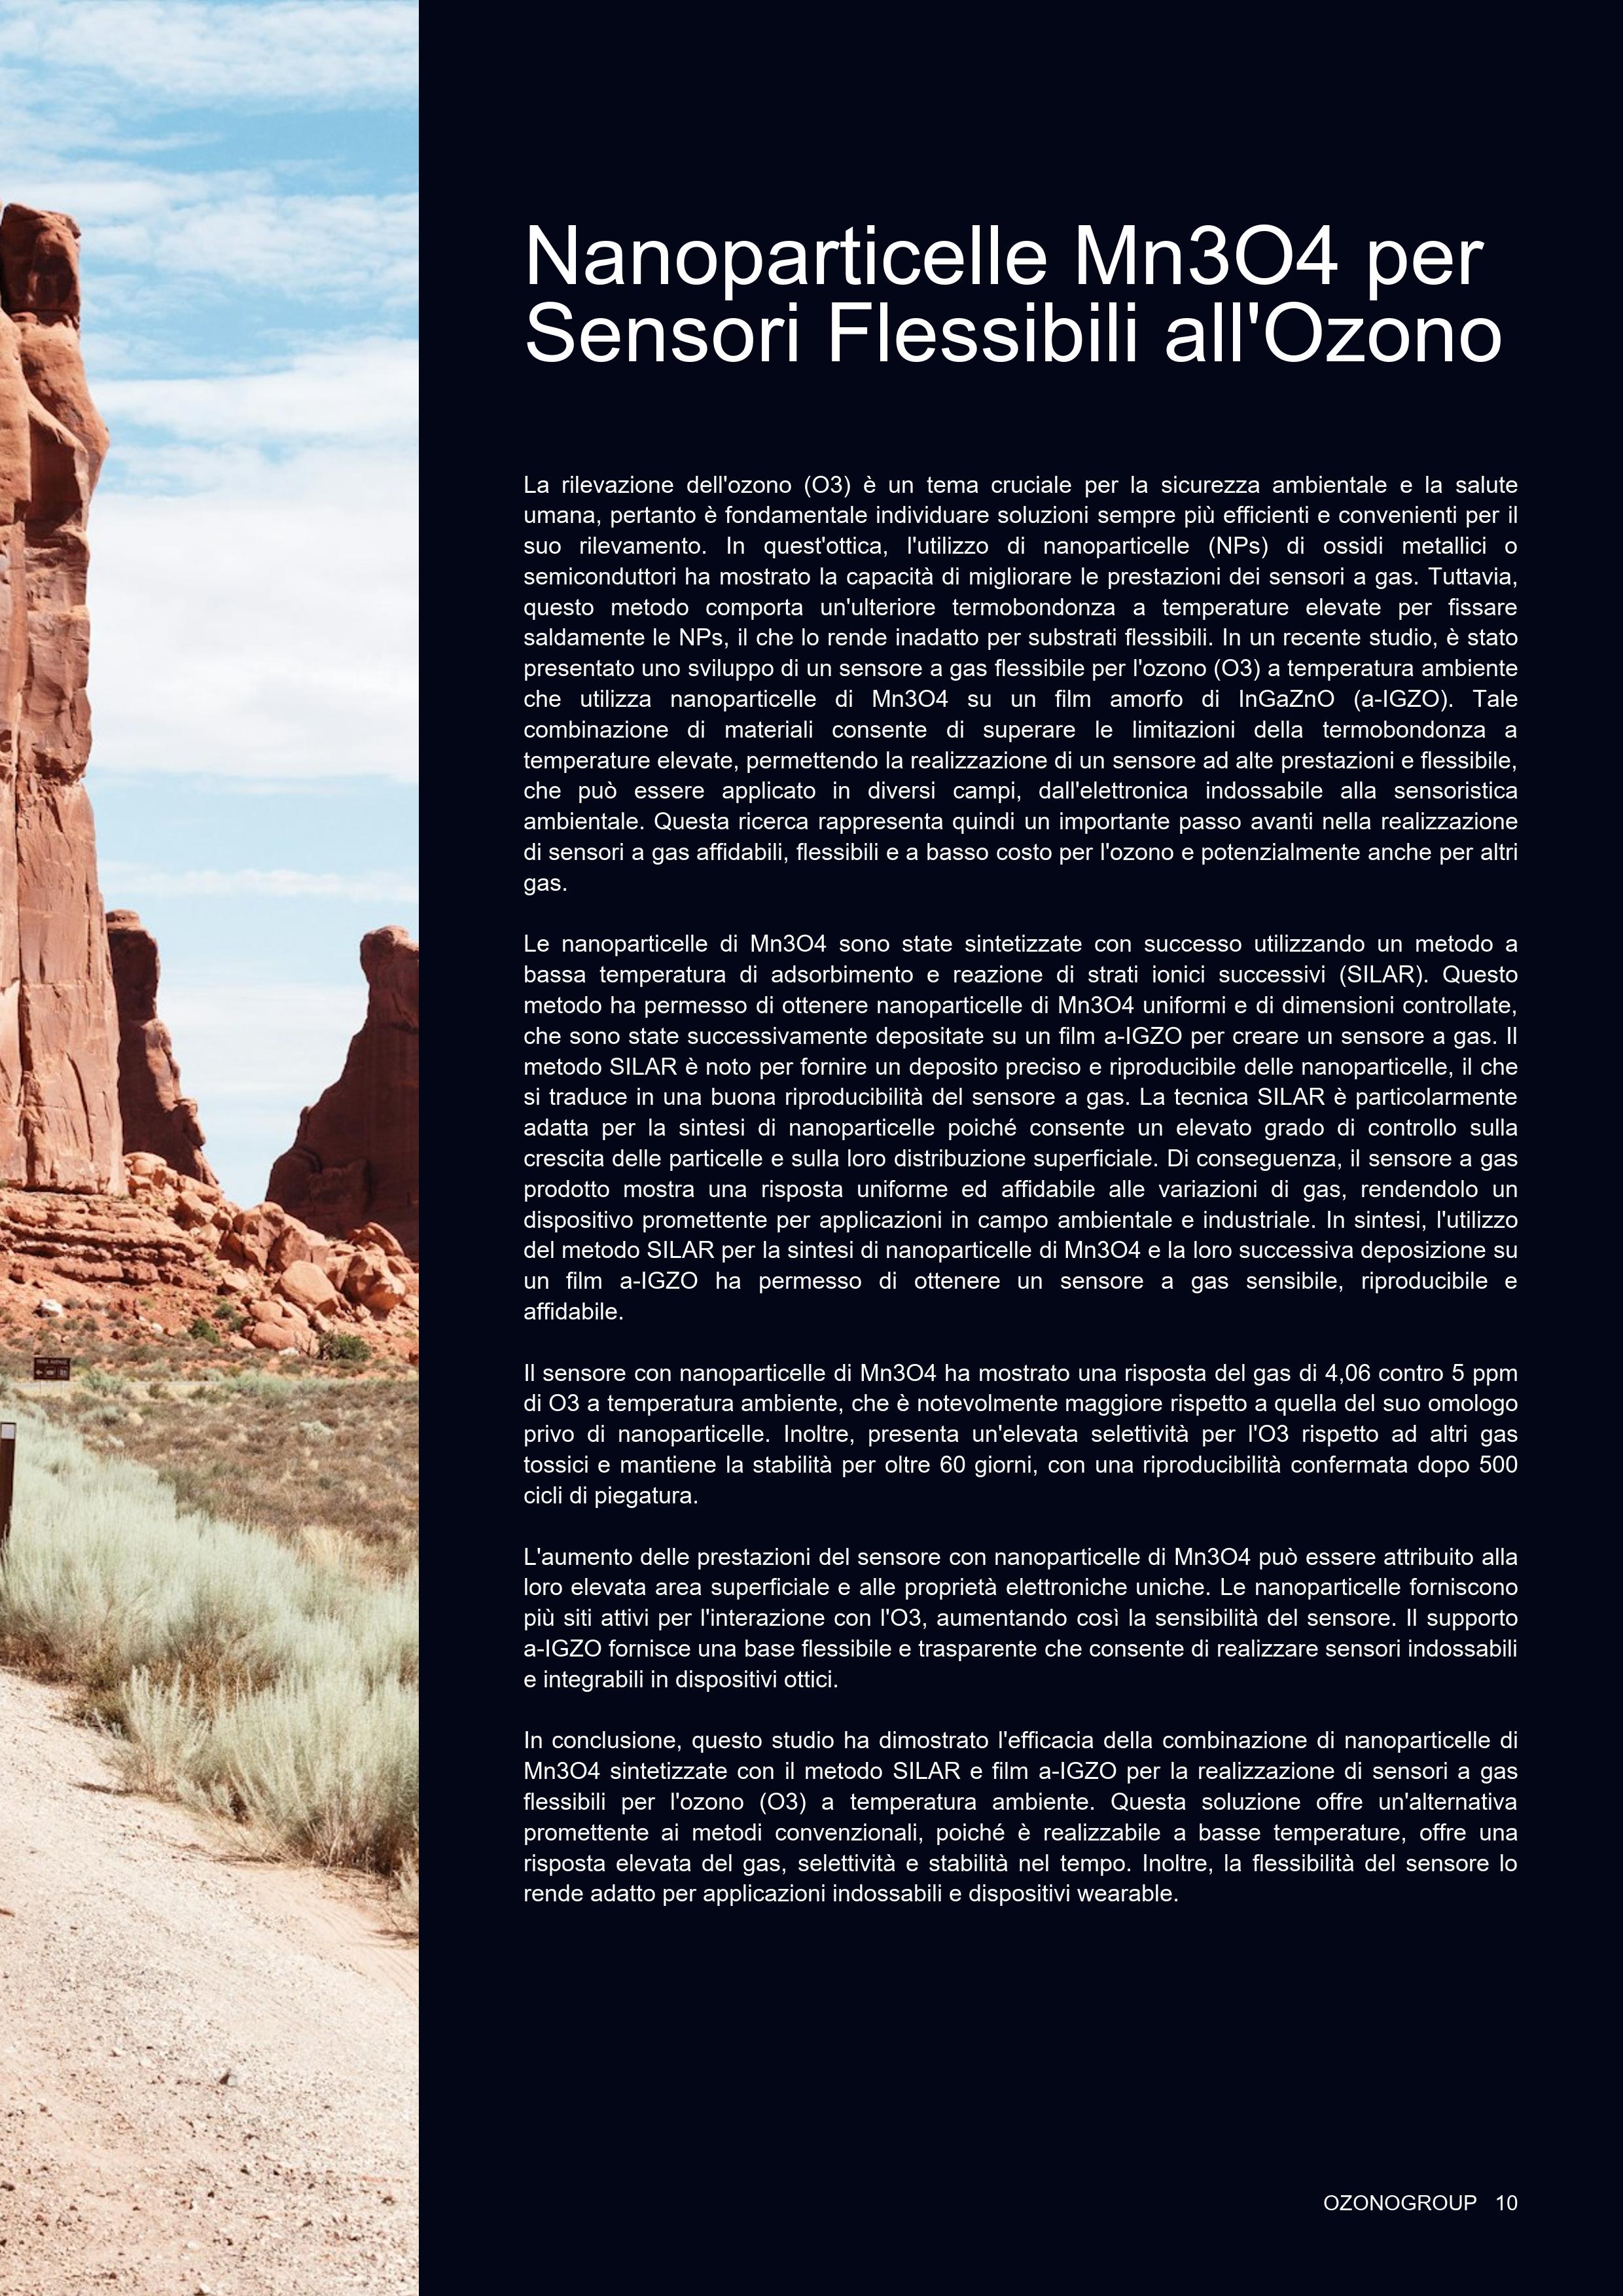 Nanoparticelle Mn3O4 per
Sensori Flessibili all'Ozono
La rilevazione dell'ozono (O3) è un tema cruciale per la sicurezza ambientale e la salute
umana, pertanto è fondamentale individuare soluzioni sempre più efficienti e convenienti per il
suo rilevamento. In quest'ottica, l'utilizzo di nanoparticelle (NPs) di ossidi metallici o
semiconduttori ha mostrato la capacità di migliorare le prestazioni dei sensori a gas. Tuttavia,
questo metodo comporta un'ulteriore termobondonza a temperature elevate per fissare
saldamente le NPs, il che lo rende inadatto per substrati flessibili. In un recente studio, è stato
presentato uno sviluppo di un sensore a gas flessibile per l'ozono (O3) a temperatura ambiente
che utilizza nanoparticelle di Mn3O4 su un film amorfo di InGaZnO (a-IGZO). Tale
combinazione di materiali consente di superare le limitazioni della termobondonza a
temperature elevate, permettendo la realizzazione di un sensore ad alte prestazioni e flessibile,
che può essere applicato in diversi campi, dall'elettronica indossabile alla sensoristica
ambientale. Questa ricerca rappresenta quindi un importante passo avanti nella realizzazione
di sensori a gas affidabili, flessibili e a basso costo per l'ozono e potenzialmente anche per altri
gas.
Le nanoparticelle di Mn3O4 sono state sintetizzate con successo utilizzando un metodo a
bassa temperatura di adsorbimento e reazione di strati ionici successivi (SILAR). Questo
metodo ha permesso di ottenere nanoparticelle di Mn3O4 uniformi e di dimensioni controllate,
che sono state successivamente depositate su un film a-IGZO per creare un sensore a gas. Il
metodo SILAR è noto per fornire un deposito preciso e riproducibile delle nanoparticelle, il che
si traduce in una buona riproducibilità del sensore a gas. La tecnica SILAR è particolarmente
adatta per la sintesi di nanoparticelle poiché consente un elevato grado di controllo sulla
crescita delle particelle e sulla loro distribuzione superficiale. Di conseguenza, il sensore a gas
prodotto mostra una risposta uniforme ed affidabile alle variazioni di gas, rendendolo un
dispositivo promettente per applicazioni in campo ambientale e industriale. In sintesi, l'utilizzo
del metodo SILAR per la sintesi di nanoparticelle di Mn3O4 e la loro successiva deposizione su
un film a-IGZO ha permesso di ottenere un sensore a gas sensibile, riproducibile e
affidabile.
Il sensore con nanoparticelle di Mn3O4 ha mostrato una risposta del gas di 4,06 contro 5 ppm
di O3 a temperatura ambiente, che è notevolmente maggiore rispetto a quella del suo omologo
privo di nanoparticelle. Inoltre, presenta un'elevata selettività per l'O3 rispetto ad altri gas
tossici e mantiene la stabilità per oltre 60 giorni, con una riproducibilità confermata dopo 500
cicli di piegatura.
L'aumento delle prestazioni del sensore con nanoparticelle di Mn3O4 può essere attribuito alla
loro elevata area superficiale e alle proprietà elettroniche uniche. Le nanoparticelle forniscono
più siti attivi per l'interazione con l'O3, aumentando così la sensibilità del sensore. Il supporto
a-IGZO fornisce una base flessibile e trasparente che consente di realizzare sensori indossabili
e integrabili in dispositivi ottici.
In conclusione, questo studio ha dimostrato l'efficacia della combinazione di nanoparticelle di
Mn3O4 sintetizzate con il metodo SILAR e film a-IGZO per la realizzazione di sensori a gas
flessibili per l'ozono (O3) a temperatura ambiente. Questa soluzione offre un'alternativa
promettente ai metodi convenzionali, poiché è realizzabile a basse temperature, offre una
risposta elevata del gas, selettività e stabilità nel tempo. Inoltre, la flessibilità del sensore lo
rende adatto per applicazioni indossabili e dispositivi wearable.
OZONOGROUP 10